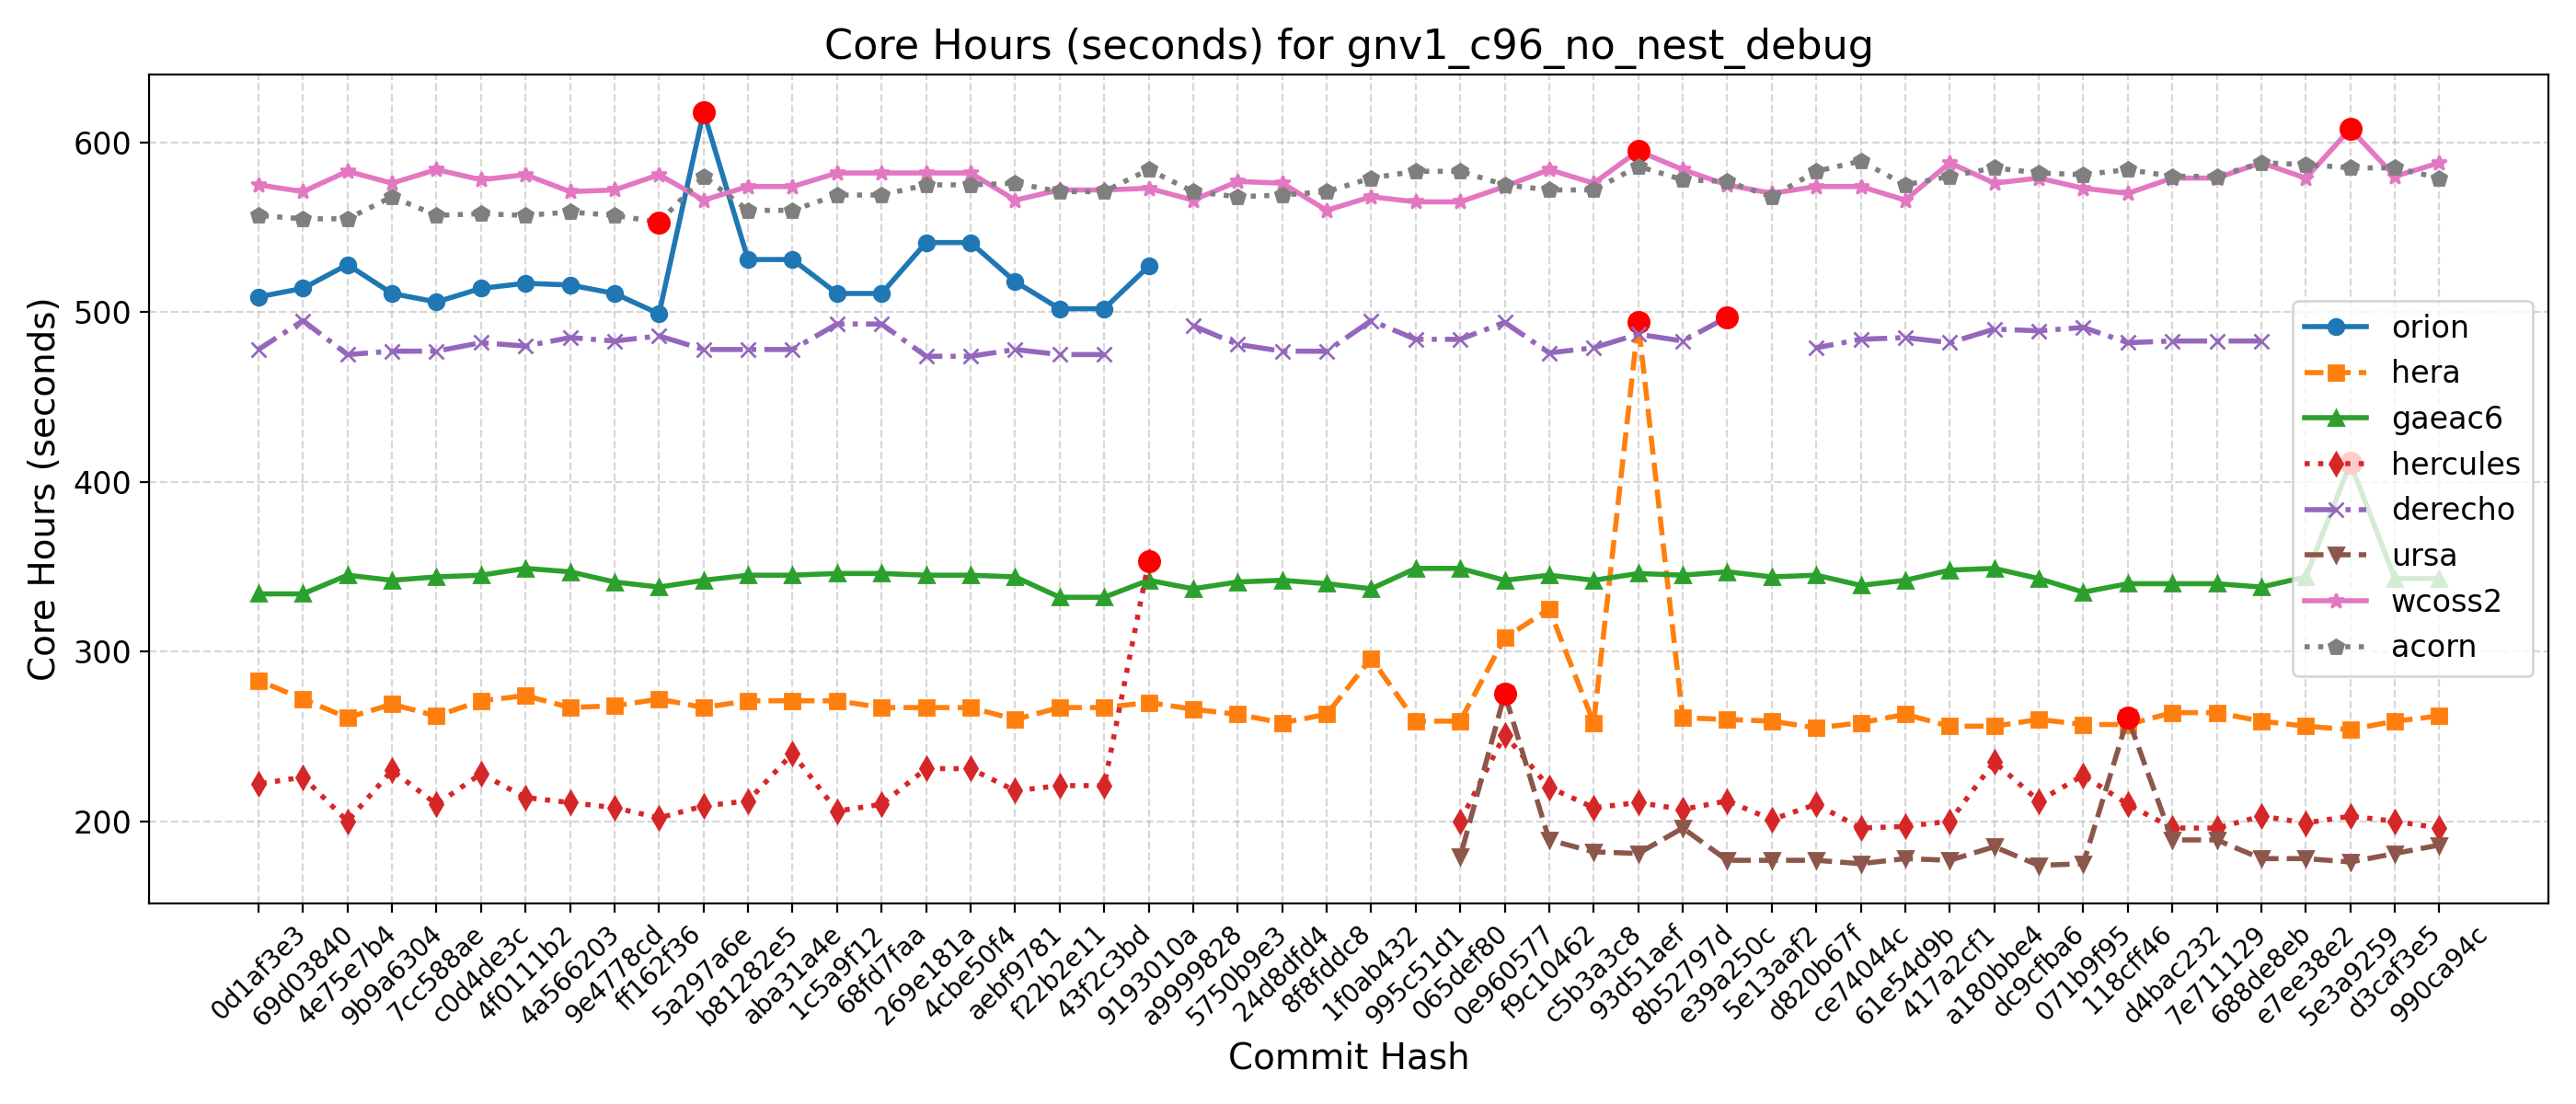 Core Hours (seconds) for gnv1_c96_no_nest_debug
Core Hours (seconds)
600
500
400
300
200
orion
hera
gaeac6
hercules
derecho
ursa
wcoss2
acorn
0d1af3e3
69d03840
4e75e7b4
9b9a6304
7cc588ae
c0d4de3c
4f0111b2
4a566203
9e4778cd
ff162f36
5a297a6e
b81282e5
aba31a4e
1c5a9f12
68fd7faa
269e181a
4cbe50f4
aebf9781
f22b2e11
43f2c3bd
9193010a
a9999828
5750b9e3
24d8dfd4
8f8fddc8
1f0ab432
995c51d1
065def80
0e960577
f9c10462
c5b3a3c8
93d51aef
8b52797d
e39a250c
5e13aaf2
d820b67f
ce74044c
61e54d9b
417a2cf1
a180bbe4
dc9cfba6
071b9f95
118cff46
d4bac232
7e711129
688de8eb
e7ee38e2
5e3a9259
d3caf3e5
990ca94c
Commit Hash